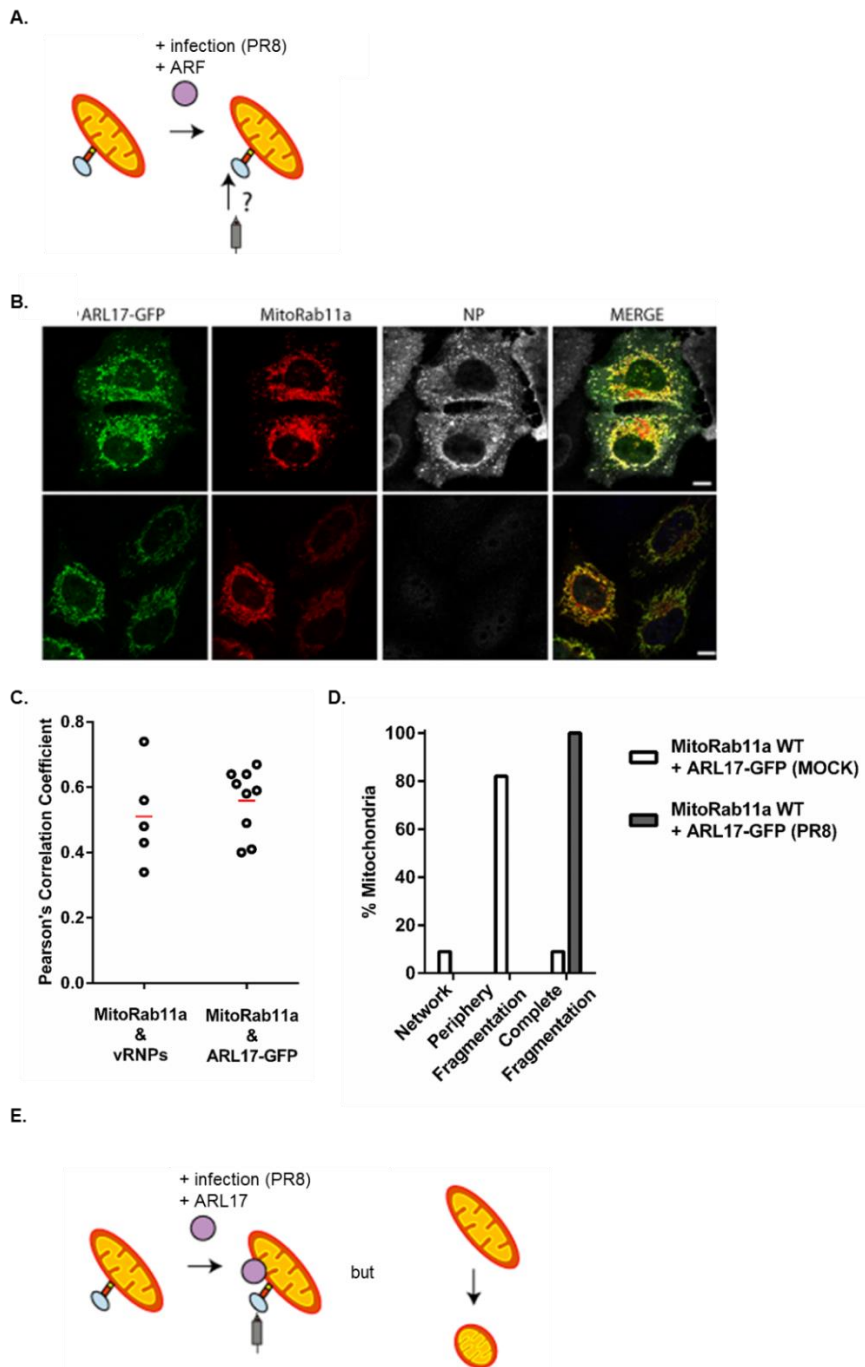 A.
+ infection (PR8)
+ ARF
?
B.
ARL17-GFP MitoRab11a NP MERGE
C.
Pearson's Correlation Coefficient
0.8
0.6
0.4
0.2
0.0
MitoRab11a
&
vRNPs
MitoRab11a
&
ARL17-GFP
D.
% Mitochondria
100
80
60
40
20
0
Network
Periphery
Fragmentation
Complete
Fragmentation
MitoRab11a WT
+ ARL17-GFP (MOCK)
MitoRab11a WT
+ ARL17-GFP (PR8)
E.
+ infection (PR8)
+ ARL17
but